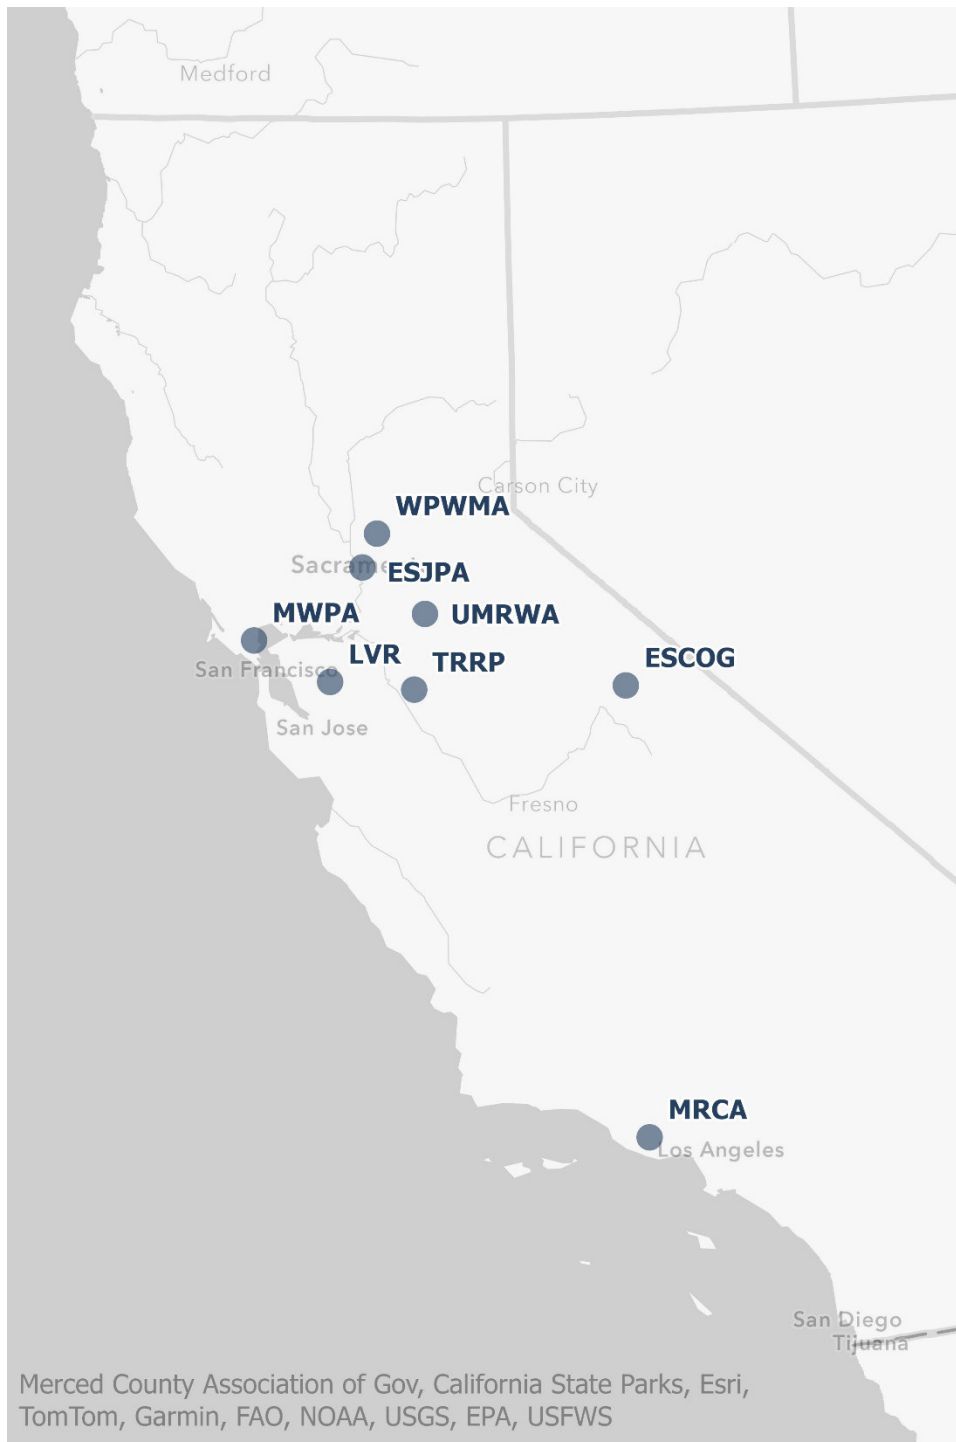 Medford
Carson City
WPWMA
Sacrame
ESJPA
MWPA
UMRWA
LVR
TRRP
ESCOG
San Francisco
San Jose
Fresno
CALIFORNIA
MRCA
Los Angeles
San Diego
Tijuana
Merced County Association of Gov, California State Parks, Esri,
TomTom, Garmin, FAO, NOAA, USGS, EPA, USFWS